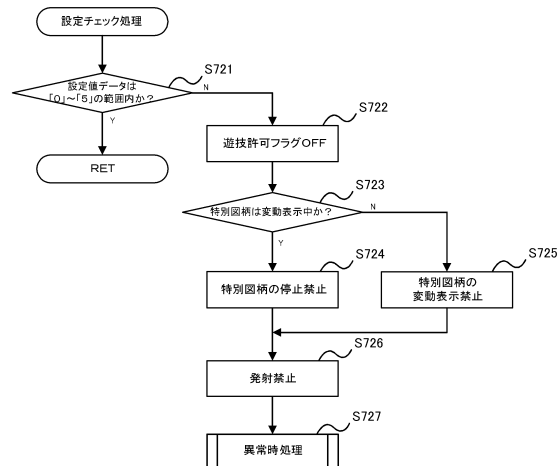 設定チェック処理
S721
設定値データは
「0」～「5」の範囲内か?
N
Y
RET
S722
遊技許可フラグOFF
S723
特別図柄は変動表示中か?
N
Y
S724
特別図柄の停止禁止
S725
特別図柄の
変動表示禁止
S726
発射禁止
S727
異常時処理